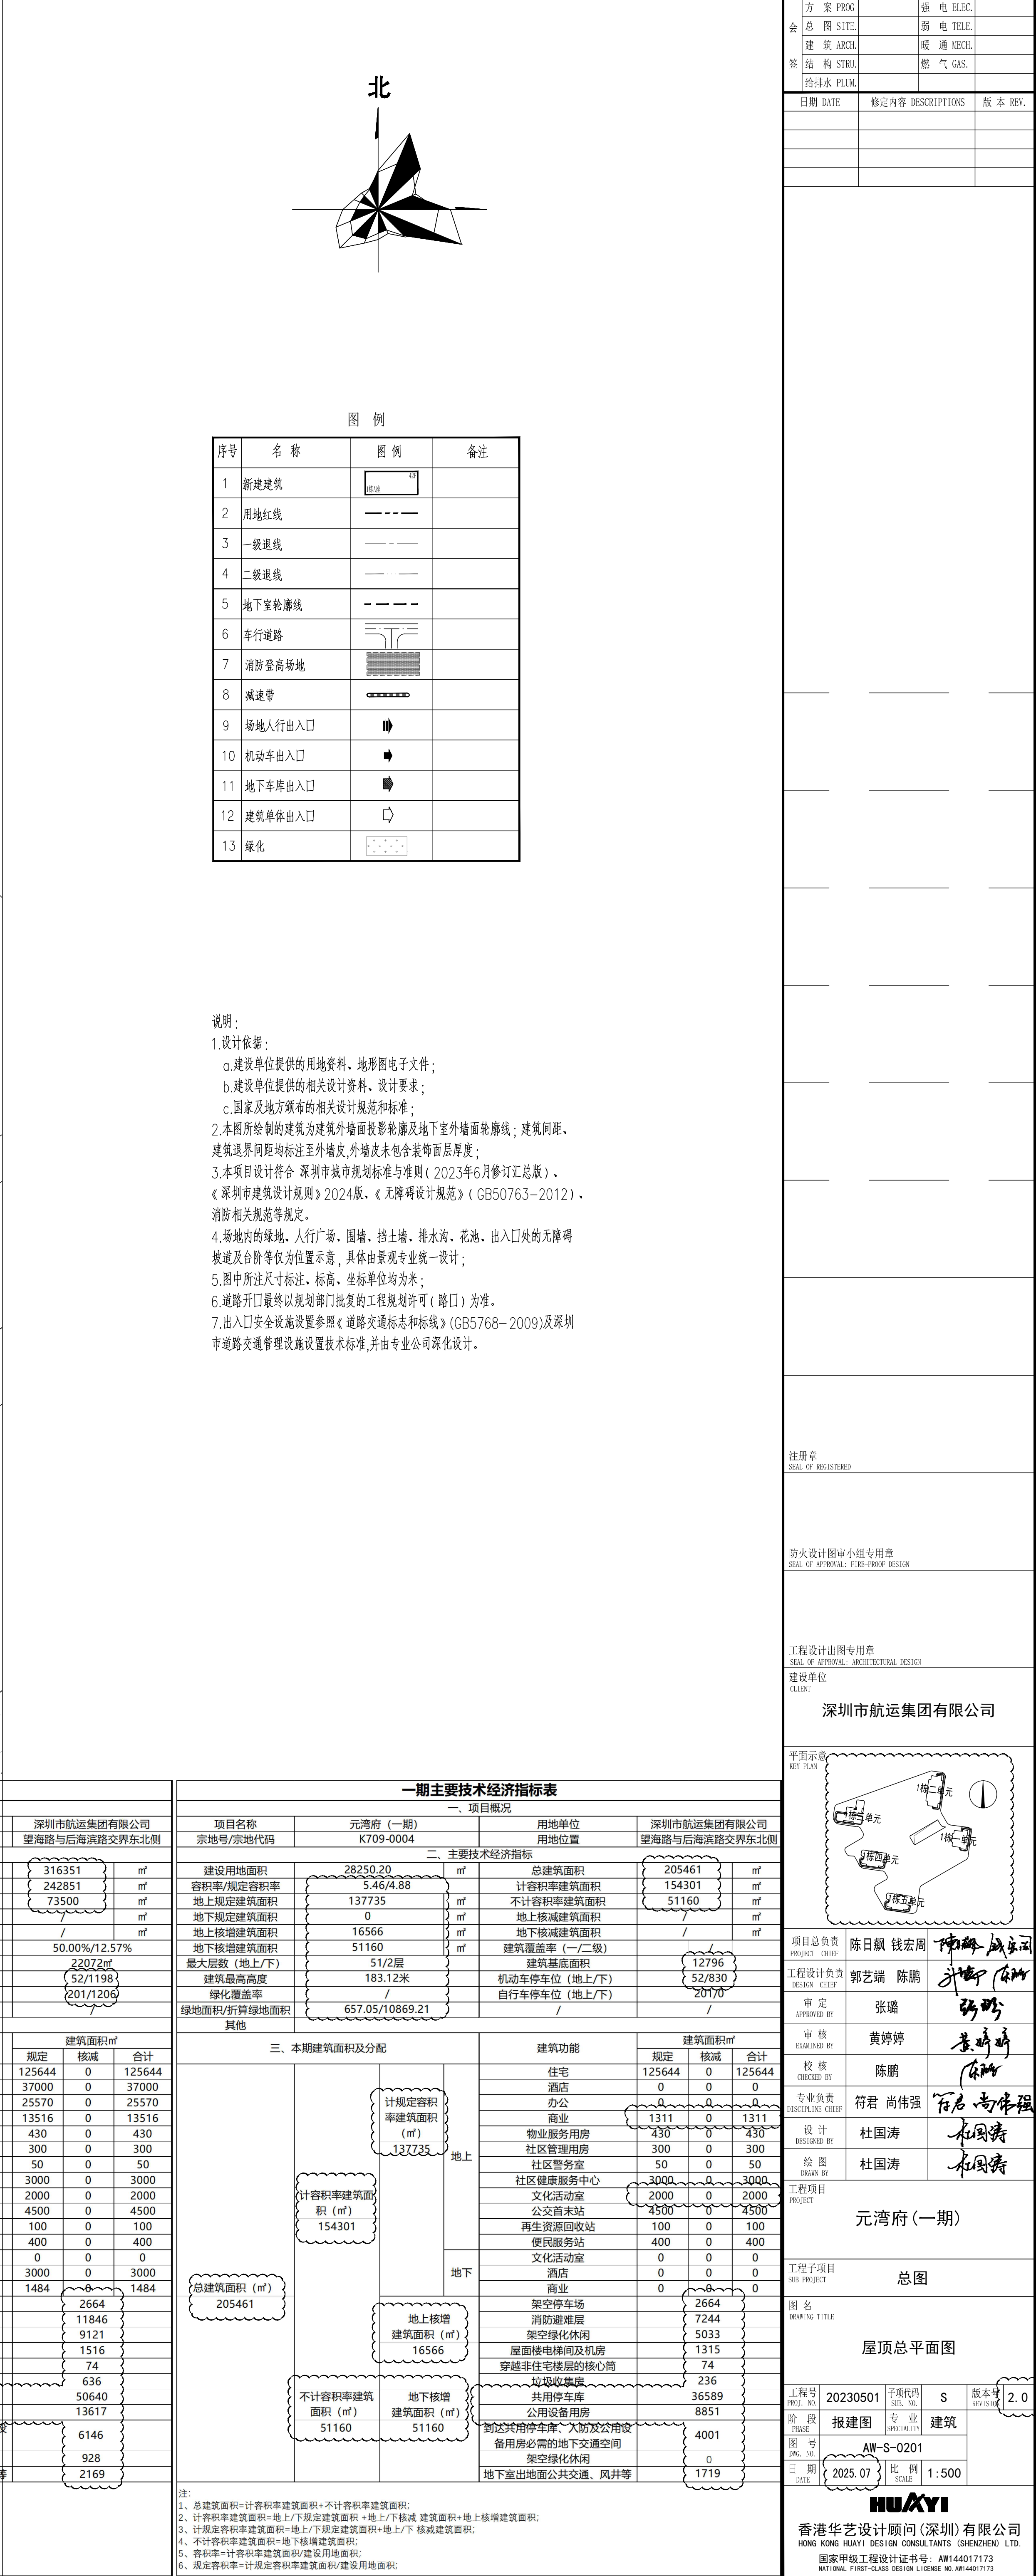 会签
方 案 PROG
强 电 ELEC.
总 图 SITE.
弱 电 TELE.
建 筑 ARCH.
暖 通 MECH.
结 构 STRU.
燃 气 GAS.
给排水 PLUM.
日期 DATE 修定内容 DESCRIPTIONS 版 本 REV.
北
图 例
序号 名 称 图 例 备注
1 新建建筑
2 用地红线
3 一级退线
4 二级退线
5 地下室轮廓线
6 车行道路
7 消防登高场地
8 减速带
9 场地人行出入口
10 机动车出入口
11 地下车库出入口
12 建筑单体出入口
13 绿化
说明：
1.设计依据：
a.建设单位提供的用地资料、地形图电子文件；
b.建设单位提供的相关设计资料、设计要求；
c.国家及地方颁布的相关设计规范和标准；
2.本图所绘制的建筑为建筑外墙面投影轮廓及地下室外墙面轮廓线；建筑间距、
建筑退界间距均标注至外墙皮,外墙皮未包含装饰面层厚度；
3.本项目设计符合 深圳市城市规划标准与准则（2023年6月修订汇总版）、
《深圳市建筑设计规则》2024版、《无障碍设计规范》（GB50763-2012）、
消防相关规范等规定。
4.场地内的绿地、人行广场、围墙、挡土墙、排水沟、花池、出入口处的无障碍
坡道及台阶等仅为位置示意，具体由景观专业统一设计；
5.图中所注尺寸标注、标高、坐标单位均为米；
6.道路开口最终以规划部门批复的工程规划许可（路口）为准。
7.出入口安全设施设置参照《道路交通标志和标线》(GB5768-2009)及深圳
市道路交通管理设施设置技术标准,并由专业公司深化设计。
注册章
SEAL OF REGISTERED
防火设计图审小组专用章
SEAL OF APPROVAL: FIRE-PROOF DESIGN
工程设计出图专用章
SEAL OF APPROVAL: ARCHITECTURAL DESIGN
建设单位
CLIENT
深圳市航运集团有限公司
平面示意
KEY PLAN
1栋二单元
1栋三单元
1栋一单元
1栋四单元
1栋五单元
深圳市航运集团有限公司
望海路与后海滨路交界东北侧
316351 ㎡
242851 ㎡
73500 ㎡
/ ㎡
/ ㎡
50.00%/12.57%
22072㎡
52/1198
201/1206
/
/
建筑面积㎡
规定 核减 合计
125644 0 125644
37000 0 37000
25570 0 25570
13516 0 13516
430 0 430
300 0 300
50 0 50
3000 0 3000
2000 0 2000
4500 0 4500
100 0 100
400 0 400
0 0 0
3000 0 3000
1484 0 1484
2664
11846
9121
1516
74
636
50640
13617
6146
928
2169
一期主要技术经济指标表
一、项目概况
项目名称 元湾府（一期） 用地单位 深圳市航运集团有限公司
宗地号/宗地代码 K709-0004 用地位置 望海路与后海滨路交界东北侧
二、主要技术经济指标
建设用地面积 28250.20 ㎡ 总建筑面积 205461 ㎡
容积率/规定容积率 5.46/4.88 计容积率建筑面积 154301 ㎡
地上规定建筑面积 137735 ㎡ 不计容积率建筑面积 51160 ㎡
地下规定建筑面积 0 ㎡ 地上核减建筑面积 / ㎡
地上核增建筑面积 16566 ㎡ 地下核减建筑面积 / ㎡
地下核增建筑面积 51160 ㎡ 建筑覆盖率（一/二级） /
最大层数（地上/下） 51/2层 建筑基底面积 12796
建筑最高高度 183.12米 机动车停车位（地上/下） 52/830
绿化覆盖率 / 自行车停车位（地上/下） 201/0
绿地面积/折算绿地面积 657.05/10869.21 / /
其他
三、本期建筑面积及分配 建筑功能 建筑面积㎡
规定 核减 合计
住宅 125644 0 125644
酒店 0 0 0
办公 0 0 0
商业 1311 0 1311
物业服务用房 430 0 430
社区管理用房 300 0 300
社区警务室 50 0 50
社区健康服务中心 3000 0 3000
文化活动室 2000 0 2000
公交首末站 4500 0 4500
再生资源回收站 100 0 100
便民服务站 400 0 400
文化活动室 0 0 0
酒店 0 0 0
商业 0 0 0
架空停车场 2664
消防避难层 7244
架空绿化休闲 5033
屋面楼电梯间及机房 1315
穿越非住宅楼层的核心筒 74
垃圾收集房 236
共用停车库 36589
公用设备用房 8851
到达共用停车库、人防及公用设
备用房必需的地下交通空间 4001
架空绿化休闲 0
地下室出地面公共交通、风井等 1719
地上
地下
计规定容积
率建筑面积
（㎡）
137735
计容积率建筑面
积（㎡）
154301
总建筑面积（㎡）
205461
地上核增
建筑面积（㎡）
16566
不计容积率建筑
面积（㎡）
51160
地下核增
建筑面积（㎡）
51160
注：
1、总建筑面积=计容积率建筑面积+不计容积率建筑面积;
2、计容积率建筑面积=地上/下规定建筑面积 +地上/下核减 建筑面积+地上核增建筑面积;
3、计规定容积率建筑面积=地上/下规定建筑面积+地上/下 核减建筑面积;
4、不计容积率建筑面积=地下核增建筑面积;
5、容积率=计容积率建筑面积/建设用地面积;
6、规定容积率=计规定容积率建筑面积/建设用地面积;
项目总负责
PROJECT CHIEF
陈日飙 钱宏周
工程设计负责
DESIGN CHIEF
郭艺端 陈鹏
审 定
APPROVED BY
张璐
审 核
EXAMINED BY
黄婷婷
校 核
CHECKED BY
陈鹏
专业负责
DISCIPLINE CHIEF
符君 尚伟强
设 计
DESIGNED BY
杜国涛
绘 图
DRAWN BY
杜国涛
工程项目
PROJECT
元湾府(一期)
工程子项目
SUB PROJECT
总图
图 名
DRAWING TITLE
屋顶总平面图
工程号
PROJ. NO.
20230501
子项代码
SUB. NO.
S
版本号
REVISION
2.0
阶 段
PHASE
报建图
专 业
SPECIALITY
建筑
图 号
DWG. NO.
AW-S-0201
日 期
DATE
2025.07
比 例
SCALE
1:500
HUAYI
香港华艺设计顾问(深圳)有限公司
HONG KONG HUAYI DESIGN CONSULTANTS (SHENZHEN) LTD.
国家甲级工程设计证书号: AW144017173
NATIONAL FIRST-CLASS DESIGN LICENSE NO.AW144017173